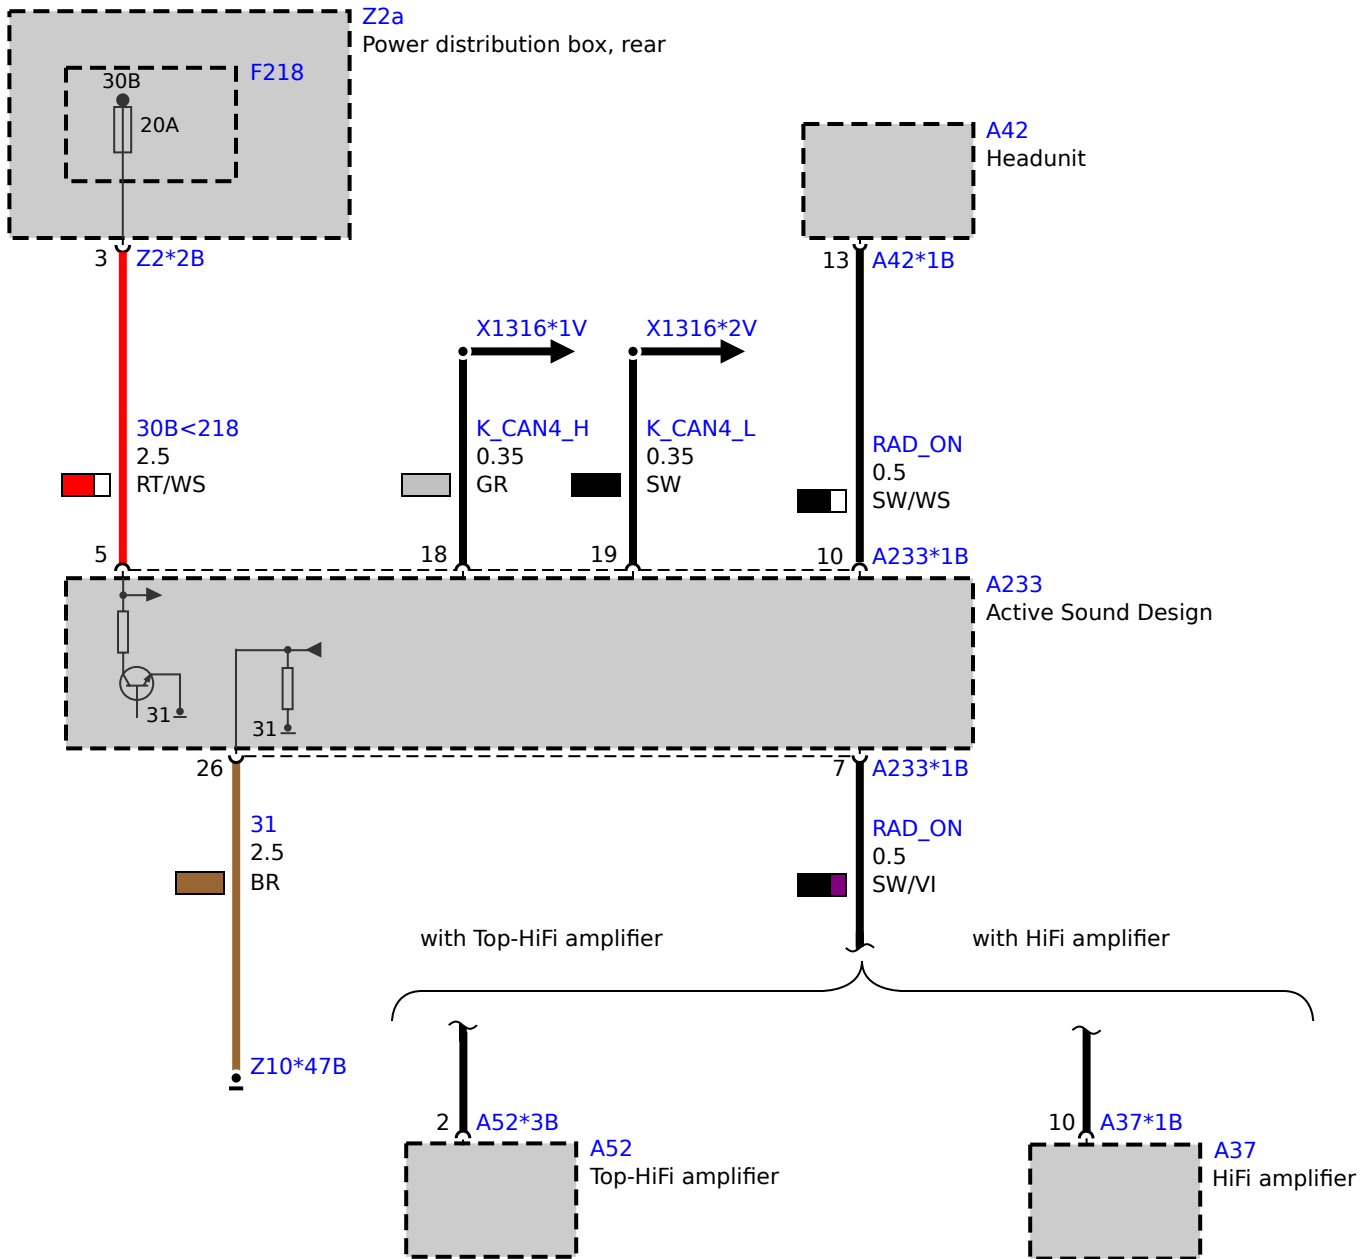 Z2a
Power distribution box, rear
F218
30B
20A
A42
Headunit
3 Z2*2B
13 A42*1B
X1316*1V
X1316*2V
30B<218
2.5
RT/WS
K_CAN4_H
0.35
GR
K_CAN4_L
0.35
SW
RAD_ON
0.5
SW/WS
5
18
19
10 A233*1B
A233
Active Sound Design
31
31
26
7 A233*1B
31
2.5
BR
RAD_ON
0.5
SW/VI
with Top-HiFi amplifier
with HiFi amplifier
Z10*47B
2 A52*3B
10 A37*1B
A52
Top-HiFi amplifier
A37
HiFi amplifier